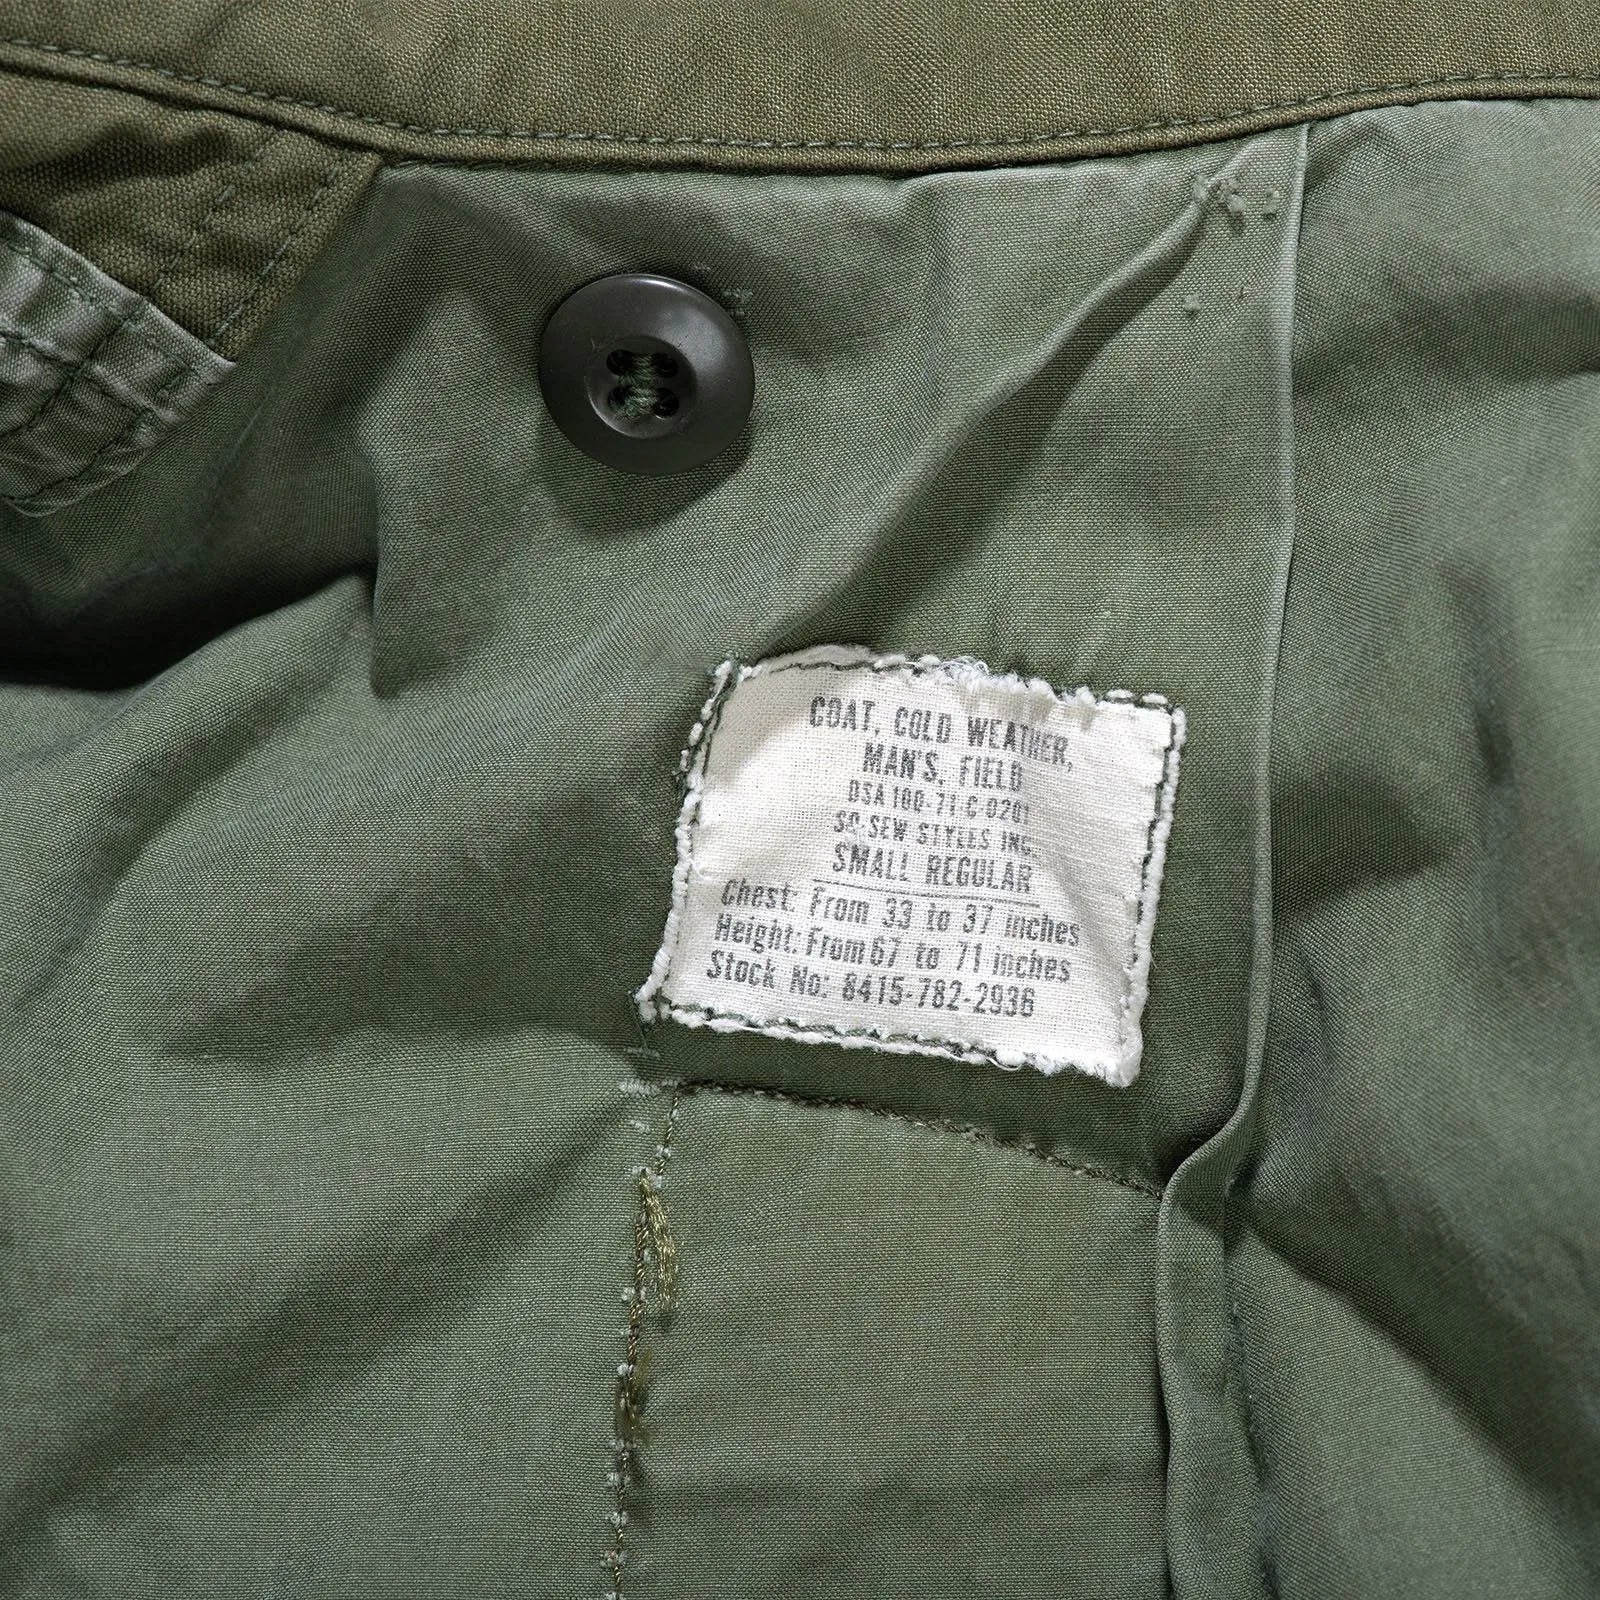 COAT, COLD WEATHER,
MAN'S, FIELD
DSA 100-71-C-0201
SO-SEW STYLES INC.
SMALL REGULAR
Chest: From 33 to 37 inches
Height: From 67 to 71 inches
Stock No: 8415-782-2936